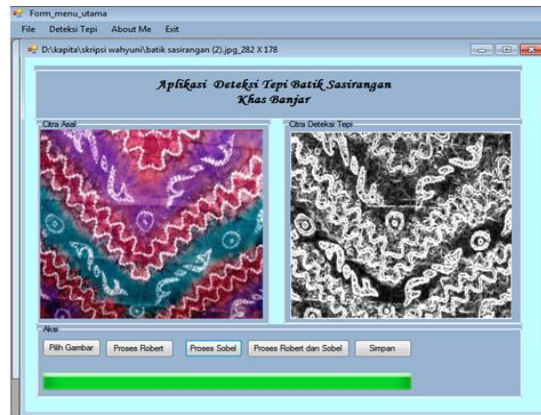 Form_menu_utama
File Deteksi Tepi About Me Exit
D:\kapita\skripsi wahyuni\batik sasirangan (2).jpg_282 X 178
Aplikasi Deteksi Tepi Batik Sasirangan
Khas Banjar
Citra Asal
Citra Deteksi Tepi
Aksi
Pilih Gambar Proses Robert Proses Sobel Proses Robert dan Sobel Simpan